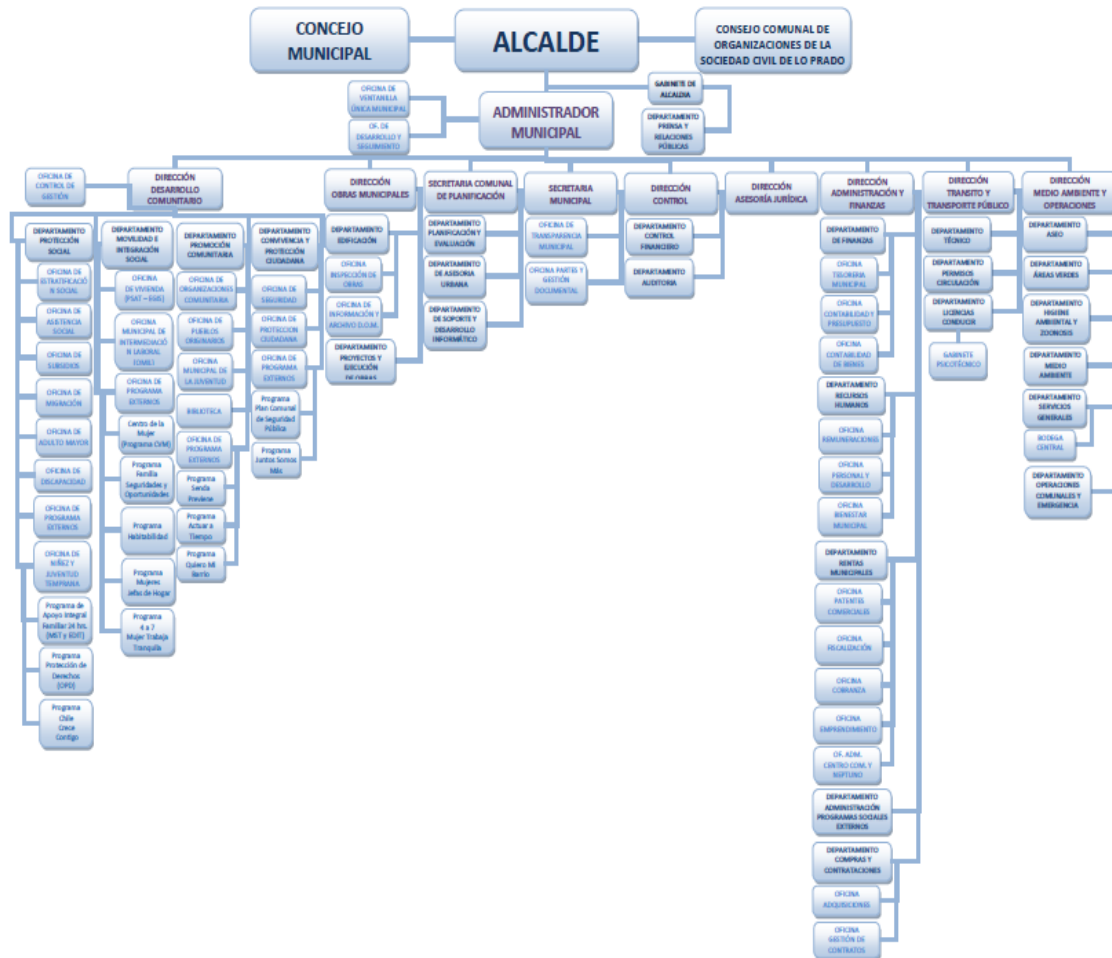 CONCEJO
MUNICIPAL
ALCALDE
CONSEJO COMUNAL DE
ORGANIZACIONES DE LA
SOCIEDAD CIVIL DE LO PRADO
OFICINA DE
VENTANILLA
ÚNICA MUNICIPAL
OF. DE
DESARROLLO Y
SEGUIMIENTO
ADMINISTRADOR
MUNICIPAL
GABINETE DE
ALCALDIA
DEPARTAMENTO
PRENSA Y
RELACIONES
PÚBLICAS
OFICINA DE
CONTROL DE
GESTIÓN
DIRECCIÓN
DESARROLLO
COMUNITARIO
DIRECCIÓN
OBRAS MUNICIPALES
SECRETARIA COMUNAL
DE PLANIFICACIÓN
SECRETARIA
MUNICIPAL
DIRECCIÓN
CONTROL
DIRECCIÓN
ASESORÍA JURÍDICA
DIRECCIÓN
ADMINISTRACIÓN Y
FINANZAS
DIRECCIÓN
TRANSITO Y
TRANSPORTE PÚBLICO
DIRECCIÓN
MEDIO AMBIENTE Y
OPERACIONES
DEPARTAMENTO
PROTECCIÓN
SOCIAL
OFICINA DE
ESTRATIFICACIÓ
N SOCIAL
OFICINA DE
ASISTENCIA
SOCIAL
OFICINA DE
SUBSIDIOS
OFICINA DE
MIGRACIÓN
OFICINA DE
ADULTO MAYOR
OFICINA DE
DISCAPACIDAD
OFICINA DE
PROGRAMA
EXTERNOS
OFICINA DE
NIÑEZ Y
JUVENTUD
TEMPRANA
Programa de
Apoyo Integral
Familiar 24 hrs.
(MST y EDIT)
Programa
Protección de
Derechos
(OPD)
Programa
Chile
Crece
Contigo
DEPARTAMENTO
MOVILIDAD E
INTEGRACIÓN
SOCIAL
OFICINA
DE VIVIENDA
(PSAT – EGIS)
OFICINA
MUNICIPAL DE
INTERMEDIACIÓ
N LABORAL
(OMIL)
OFICINA DE
PROGRAMA
EXTERNOS
Centro de la
Mujer
(Programa CVM)
Programa
Familia
Seguridades y
Oportunidades
Programa
Habitabilidad
Programa
Mujeres
Jefas de Hogar
Programa
4 a 7
Mujer Trabaja
Tranquila
DEPARTAMENTO
PROMOCIÓN
COMUNITARIA
OFICINA DE
ORGANIZACIONES
COMUNITARIA
OFICINA DE
PUEBLOS
ORIGINARIOS
OFICINA
MUNICIPAL DE
LA JUVENTUD
BIBLIOTECA
OFICINA DE
PROGRAMA
EXTERNOS
Programa
Senda
Previene
Programa
Actuar a
Tiempo
Programa
Quiero Mi
Barrio
DEPARTAMENTO
CONVIVENCIA Y
PROTECCIÓN
CIUDADANA
OFICINA DE
SEGURIDAD
OFICINA DE
PROTECCION
CIUDADANA
OFICINA DE
PROGRAMA
EXTERNOS
Programa
Plan Comunal
de Seguridad
Pública
Programa
Juntos Somos
Más
DEPARTAMENTO
EDIFICACIÓN
OFICINA
INSPECCIÓN DE
OBRAS
OFICINA DE
INFORMACIÓN Y
ARCHIVO D.O.M.
DEPARTAMENTO
PROYECTOS Y
EJECUCIÓN
DE OBRAS
DEPARTAMENTO
PLANIFICACIÓN Y
EVALUACIÓN
DEPARTAMENTO
DE ASESORIA
URBANA
DEPARTAMENTO
DE SOPORTE Y
DESARROLLO
INFORMÁTICO
OFICINA DE
TRANSPARENCIA
MUNICIPAL
OFICINA PARTES Y
GESTIÓN
DOCUMENTAL
DEPARTAMENTO
CONTROL
FINANCIERO
DEPARTAMENTO
AUDITORIA
DEPARTAMENTO
DE FINANZAS
OFICINA
TESORERIA
MUNICIPAL
OFICINA
CONTABILIDAD Y
PRESUPUESTO
OFICINA
CONTABILIDAD
DE BIENES
DEPARTAMENTO
RECURSOS
HUMANOS
OFICINA
REMUNERACIONES
OFICINA
PERSONAL Y
DESARROLLO
OFICINA
BIENESTAR
MUNICIPAL
DEPARTAMENTO
RENTAS
MUNICIPALES
OFICINA
PATENTES
COMERCIALES
OFICINA
FISCALIZACIÓN
OFICINA
COBRANZA
OFICINA
EMPRENDIMIENTO
OF. ADM.
CENTRO COM. Y
NEPTUNO
DEPARTAMENTO
ADMINISTRACIÓN
PROGRAMAS SOCIALES
EXTERNOS
DEPARTAMENTO
COMPRAS Y
CONTRATACIONES
OFICINA
ADQUISICIONES
OFICINA
GESTIÓN DE
CONTRATOS
DEPARTAMENTO
TÉCNICO
DEPARTAMENTO
PERMISOS
CIRCULACIÓN
DEPARTAMENTO
LICENCIAS
CONDUCIR
GABINETE
PSICOTÉCNICO
DEPARTAMENTO
ASEO
DEPARTAMENTO
ÁREAS VERDES
DEPARTAMENTO
HIGIENE
AMBIENTAL Y
ZOONOSIS
DEPARTAMENTO
MEDIO
AMBIENTE
DEPARTAMENTO
SERVICIOS
GENERALES
BODEGA
CENTRAL
DEPARTAMENTO
OPERACIONES
COMUNALES Y
EMERGENCIA